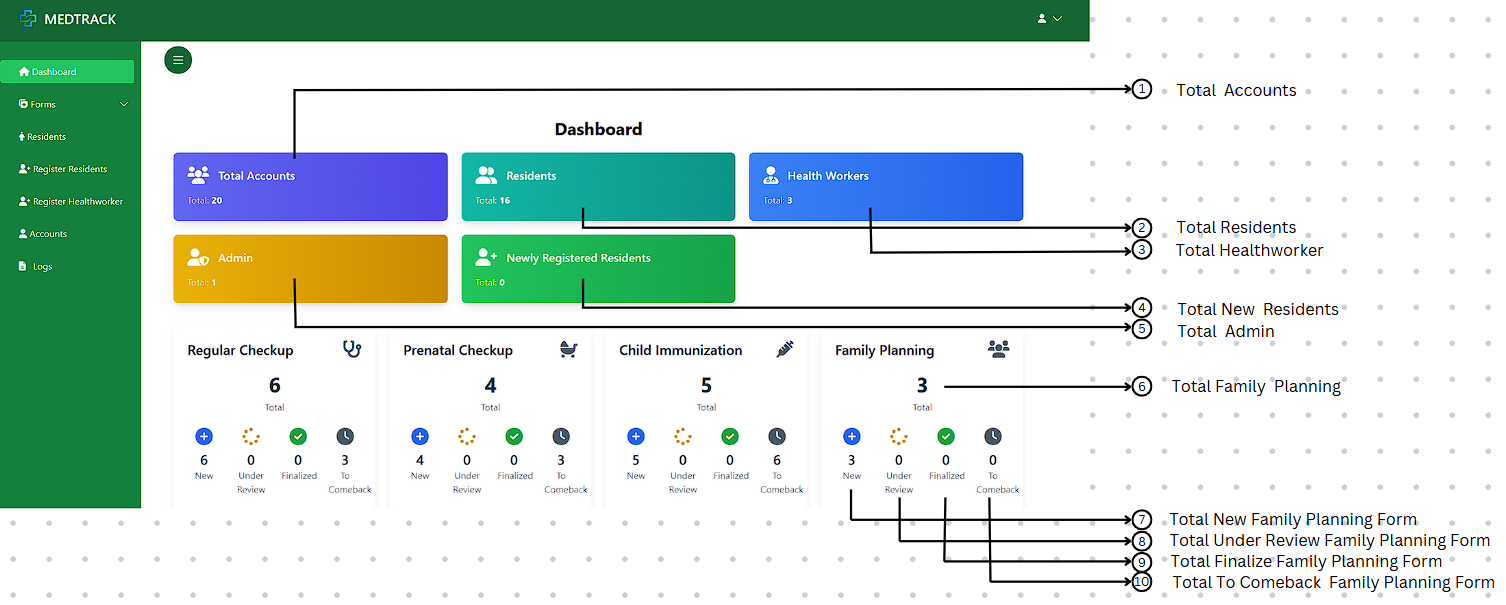 MEDTRACK
Dashboard
Forms
Residents
Register Residents
Register Healthworker
Accounts
Logs
Dashboard
Total Accounts
Total: 20
Residents
Total: 16
Health Workers
Total: 3
Admin
Total: 1
Newly Registered Residents
Total: 0
Regular Checkup
6
Total
6 0 0 3
New Under Review Finalized To Comeback
Prenatal Checkup
4
Total
4 0 0 3
New Under Review Finalized To Comeback
Child Immunization
5
Total
5 0 0 6
New Under Review Finalized To Comeback
Family Planning
3
Total
3 0 0 0
New Under Review Finalized To Comeback
1 Total Accounts
2 Total Residents
3 Total Healthworker
4 Total New Residents
5 Total Admin
6 Total Family Planning
7 Total New Family Planning Form
8 Total Under Review Family Planning Form
9 Total Finalize Family Planning Form
10 Total To Comeback Family Planning Form